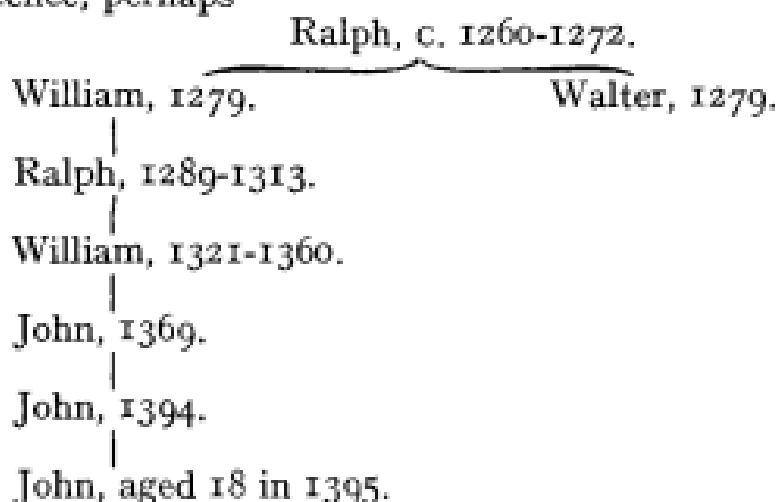 perhaps
Ralph, c. 1260-1272.
William, 1279. Walter, 1279.
Ralph, 1289-1313.
William, 1321-1360.
John, 1369.
John, 1394.
John, aged 18 in 1395.